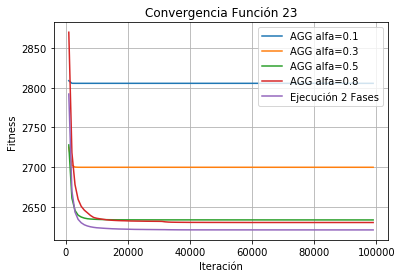 Convergencia Función 23
AGG alfa=0.1
AGG alfa=0.3
AGG alfa=0.5
AGG alfa=0.8
Ejecución 2 Fases
Fitness
2850
2800
2750
2700
2650
0 20000 40000 60000 80000 100000
Iteración